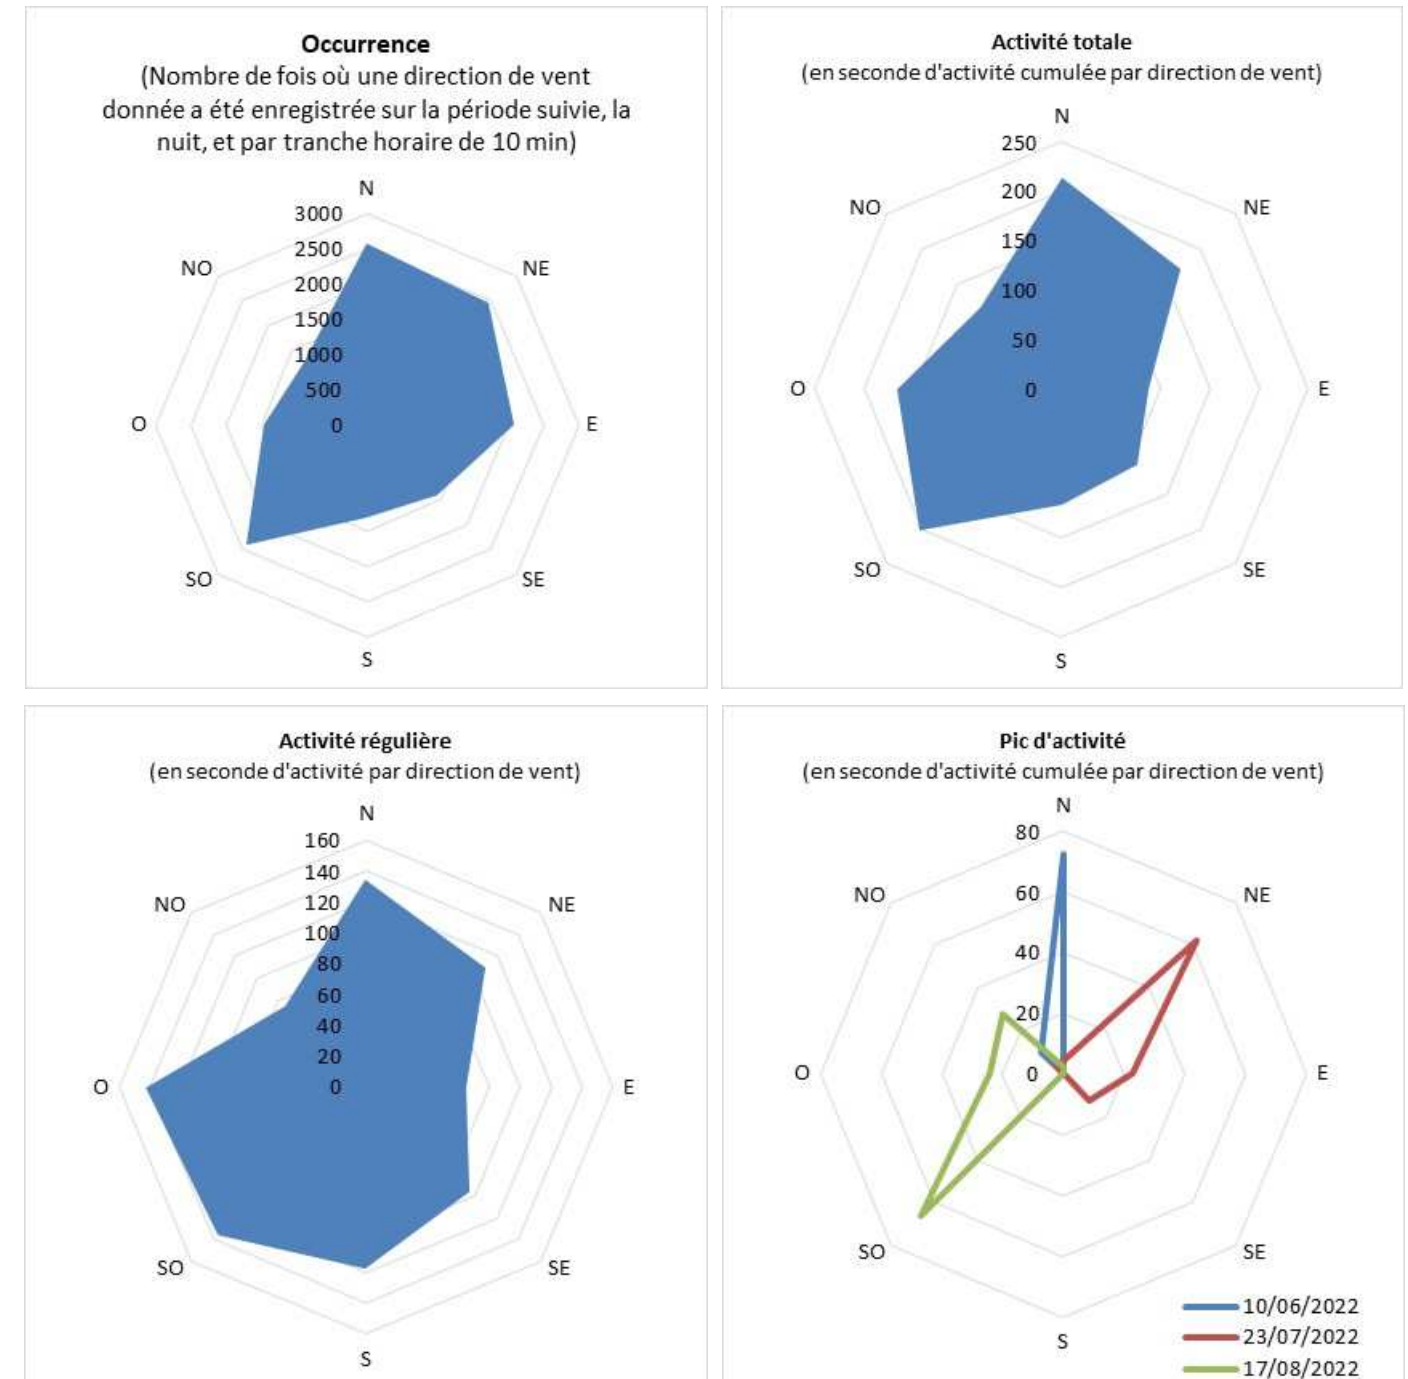 Occurrence
(Nombre de fois où une direction de vent
donnée a été enregistrée sur la période suivie, la
nuit, et par tranche horaire de 10 min)
N
3000
2500
NO
NE
2000
1500
1000
500
O
0
E
SO
SE
S
Activité totale
(en seconde d'activité cumulée par direction de vent)
N
250
200
NO
NE
150
100
50
O
0
E
SO
SE
S
Activité régulière
(en seconde d'activité par direction de vent)
N
160
140
120
NO
NE
100
80
60
40
20
O
0
E
SO
SE
S
Pic d'activité
(en seconde d'activité cumulée par direction de vent)
N
80
60
NO
NE
40
20
O
0
E
SO
SE
S
10/06/2022
23/07/2022
17/08/2022